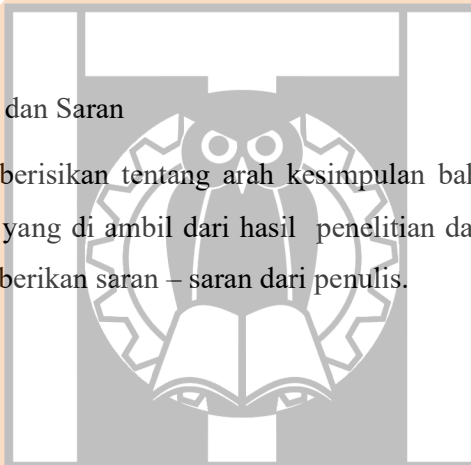 dan Saran
berisikan tentang arah kesimpulan bal
yang di ambil dari hasil penelitian da
berikan saran – saran dari penulis.